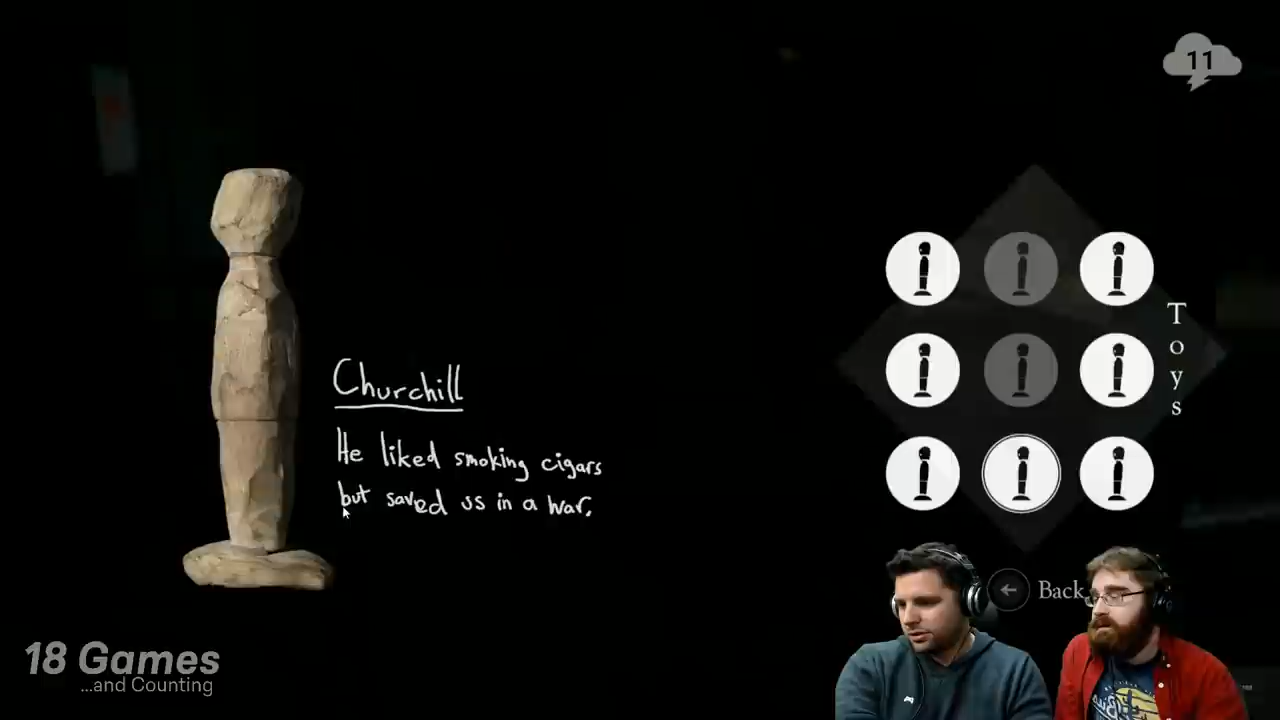 11
Churchill
He liked smoking cigars
but saved us in a war.
Toys
Back
18 Games
...and Counting